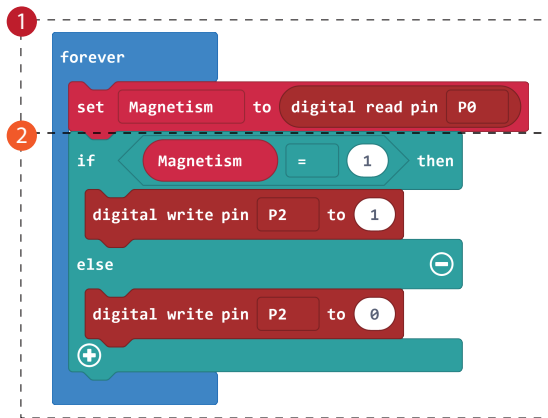 1
forever
set Magnetism to digital read pin P0
2
if Magnetism = 1 then
digital write pin P2 to 1
else
digital write pin P2 to 0